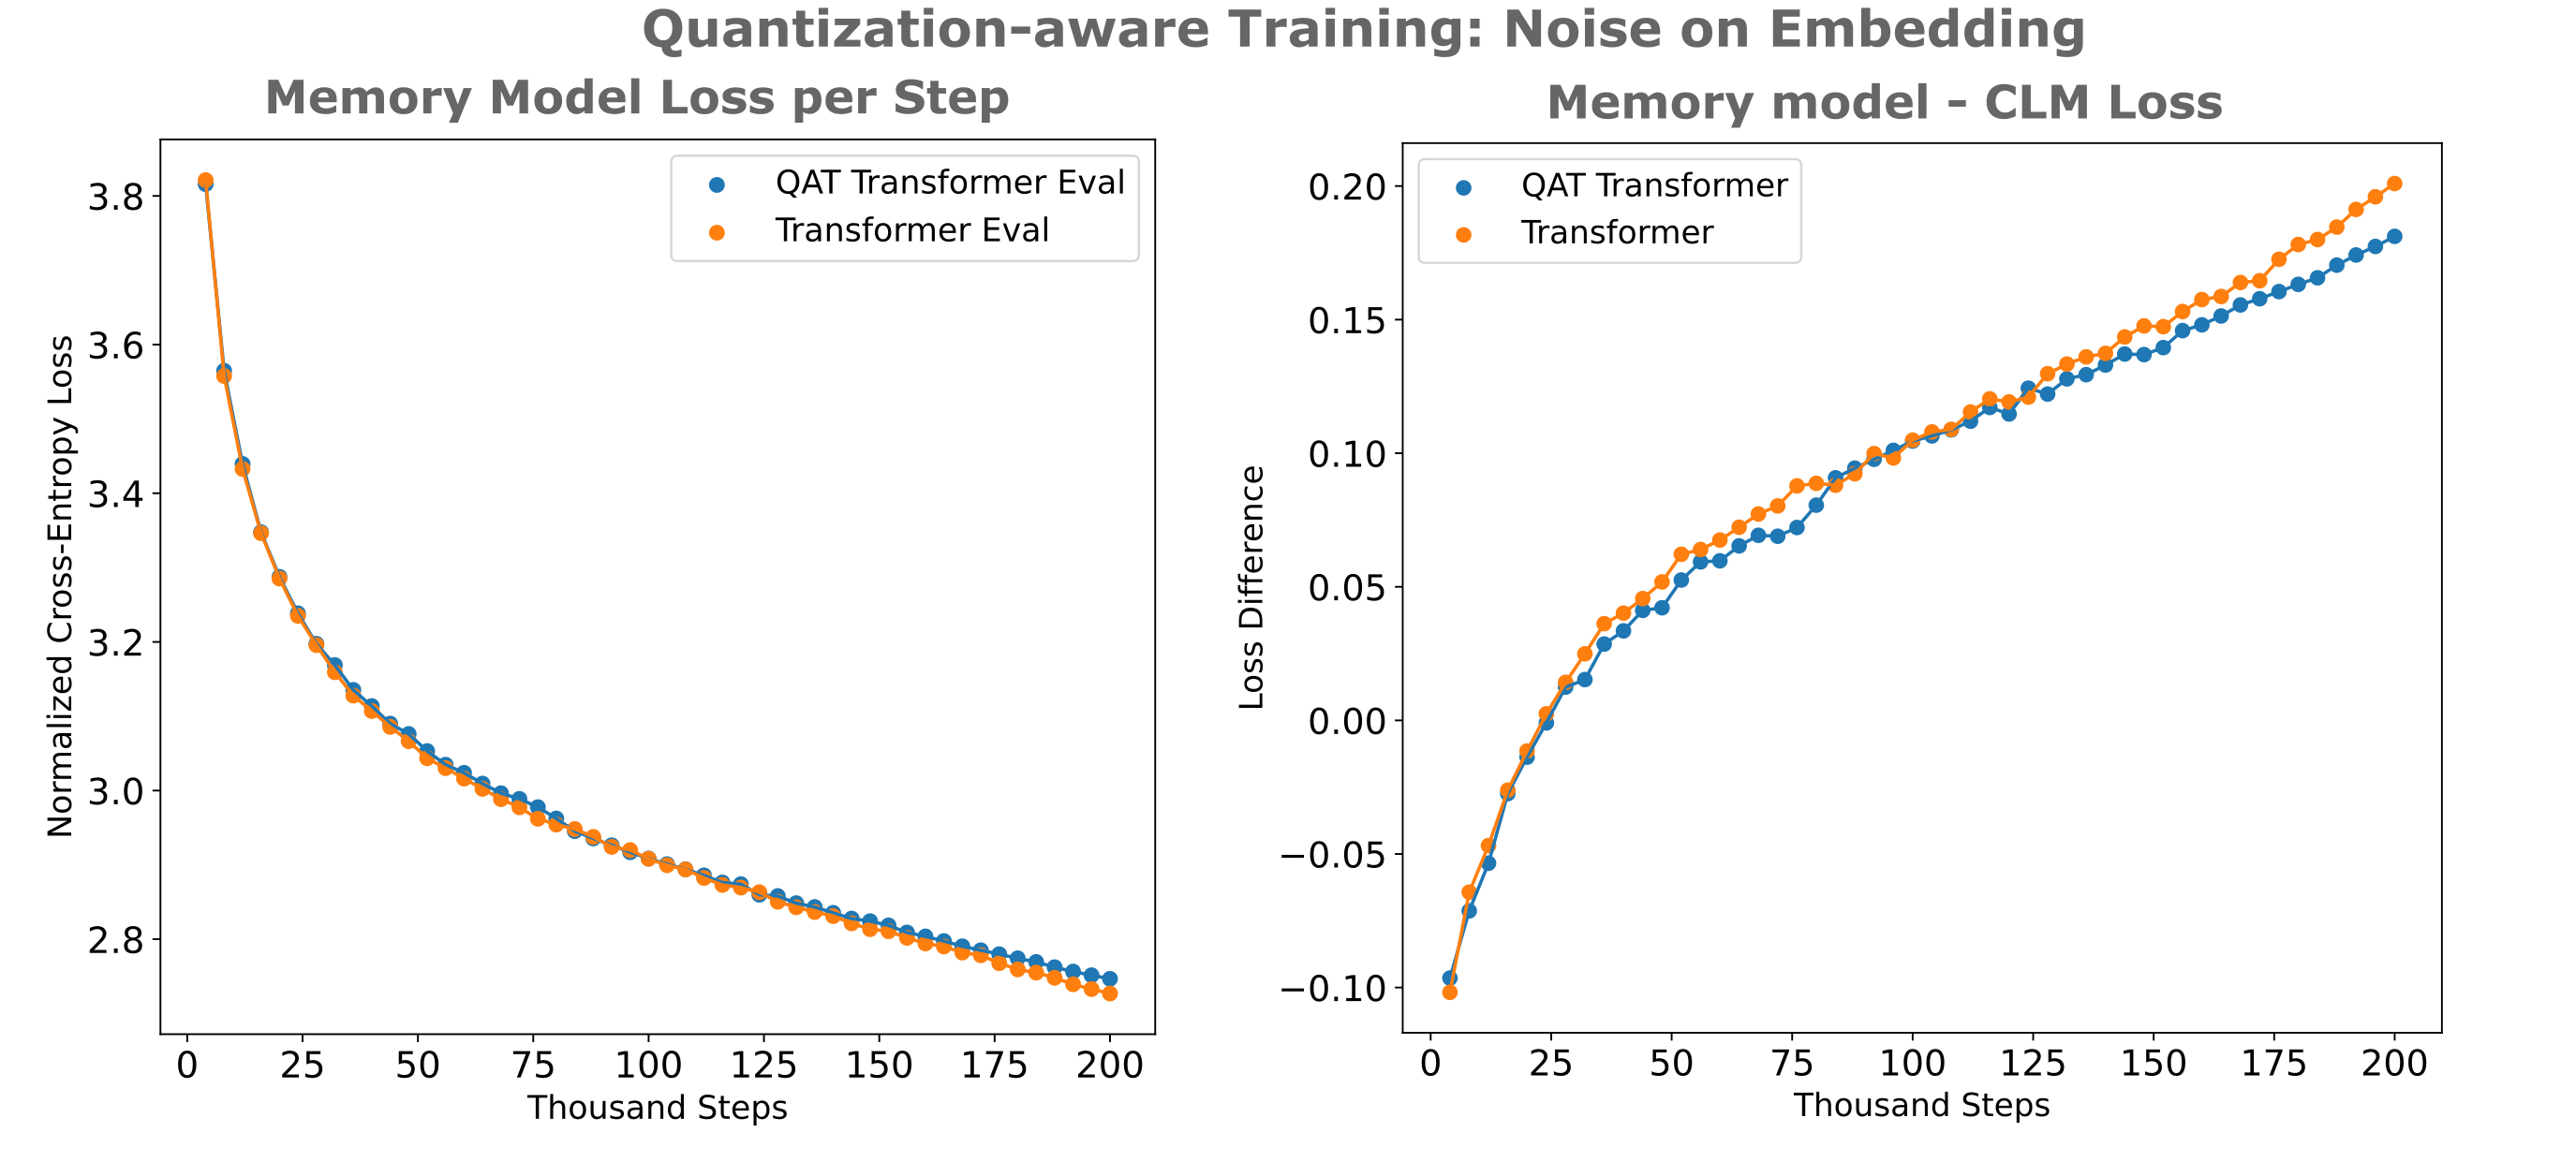 Quantization-aware Training: Noise on Embedding
Memory Model Loss per Step
QAT Transformer Eval
Transformer Eval
Normalized Cross-Entropy Loss
3.8
3.6
3.4
3.2
3.0
2.8
0 25 50 75 100 125 150 175 200
Thousand Steps
Memory model - CLM Loss
QAT Transformer
Transformer
Loss Difference
0.20
0.15
0.10
0.05
0.00
−0.05
−0.10
0 25 50 75 100 125 150 175 200
Thousand Steps